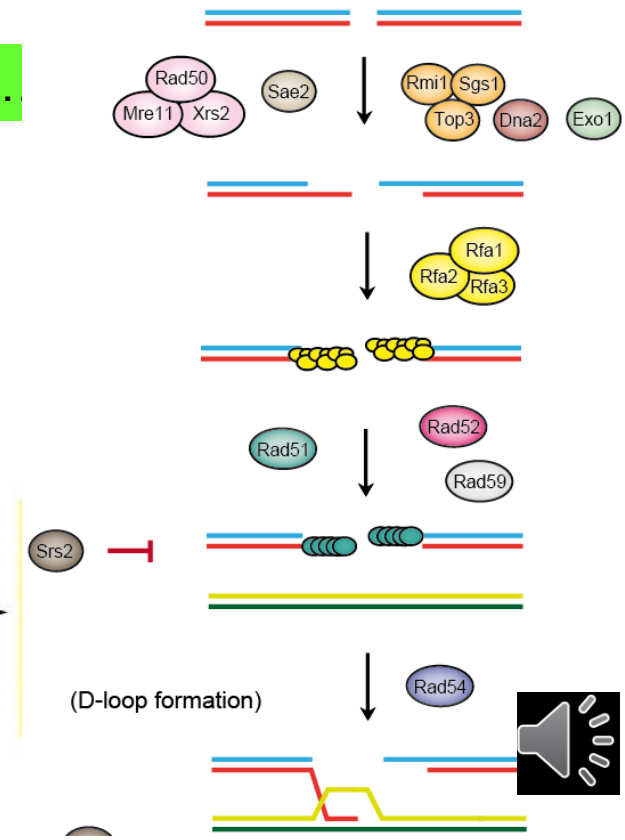 ..
Rad50
Mre11 Xrs2
Sae2
Rmi1 Sgs1
Top3
Dna2
Exo1
Rfa1
Rfa2
Rfa3
Rad51
Rad52
Rad59
Srs2
(D-loop formation)
Rad54